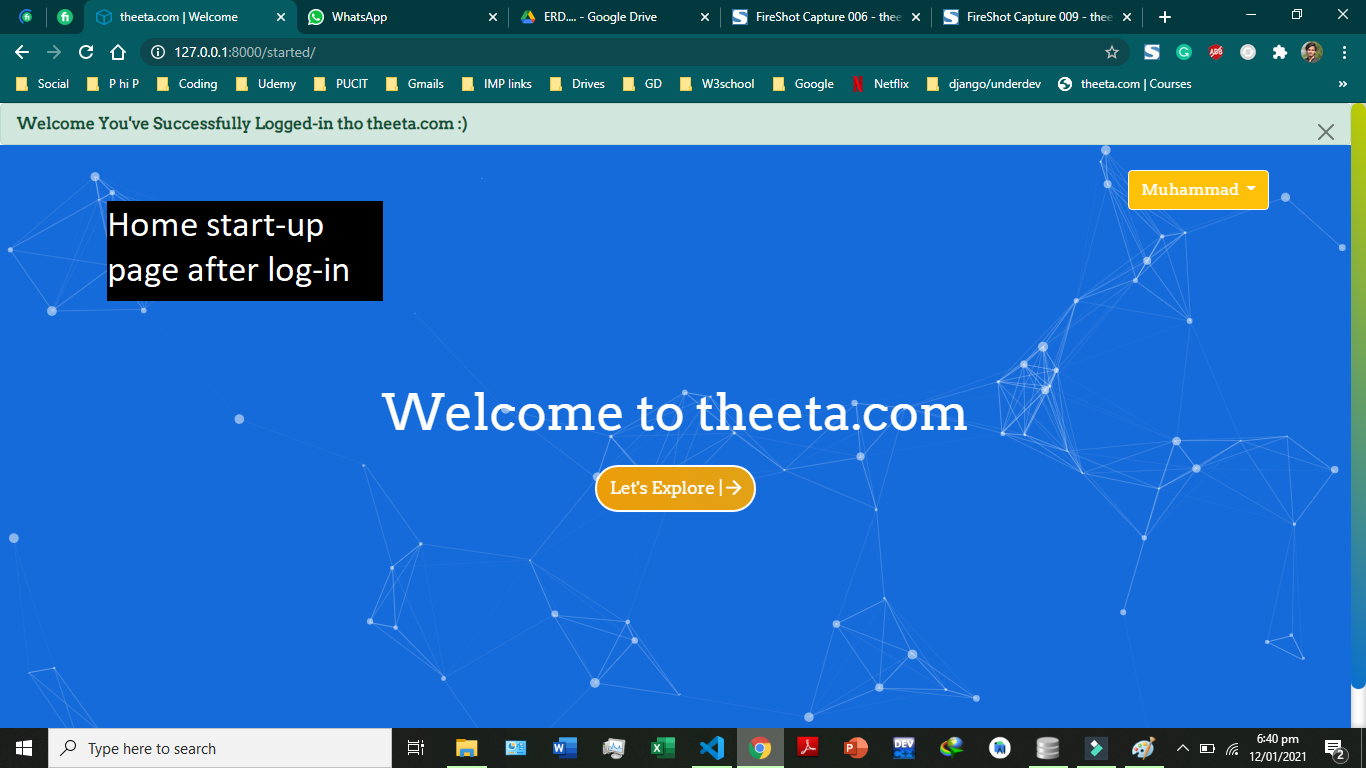 theeta.com | Welcome
WhatsApp
ERD.... - Google Drive
FireShot Capture 006 - thee
FireShot Capture 009 - thee
127.0.0.1:8000/started/
Social
P hi P
Coding
Udemy
PUCIT
Gmails
IMP links
Drives
GD
W3school
Google
Netflix
django/underdev
theeta.com | Courses
»
Welcome You've Successfully Logged-in tho theeta.com :)
Muhammad
Home start-up
page after log-in
Welcome to theeta.com
Let's Explore |→
Type here to search
6:40 pm
12/01/2021
2